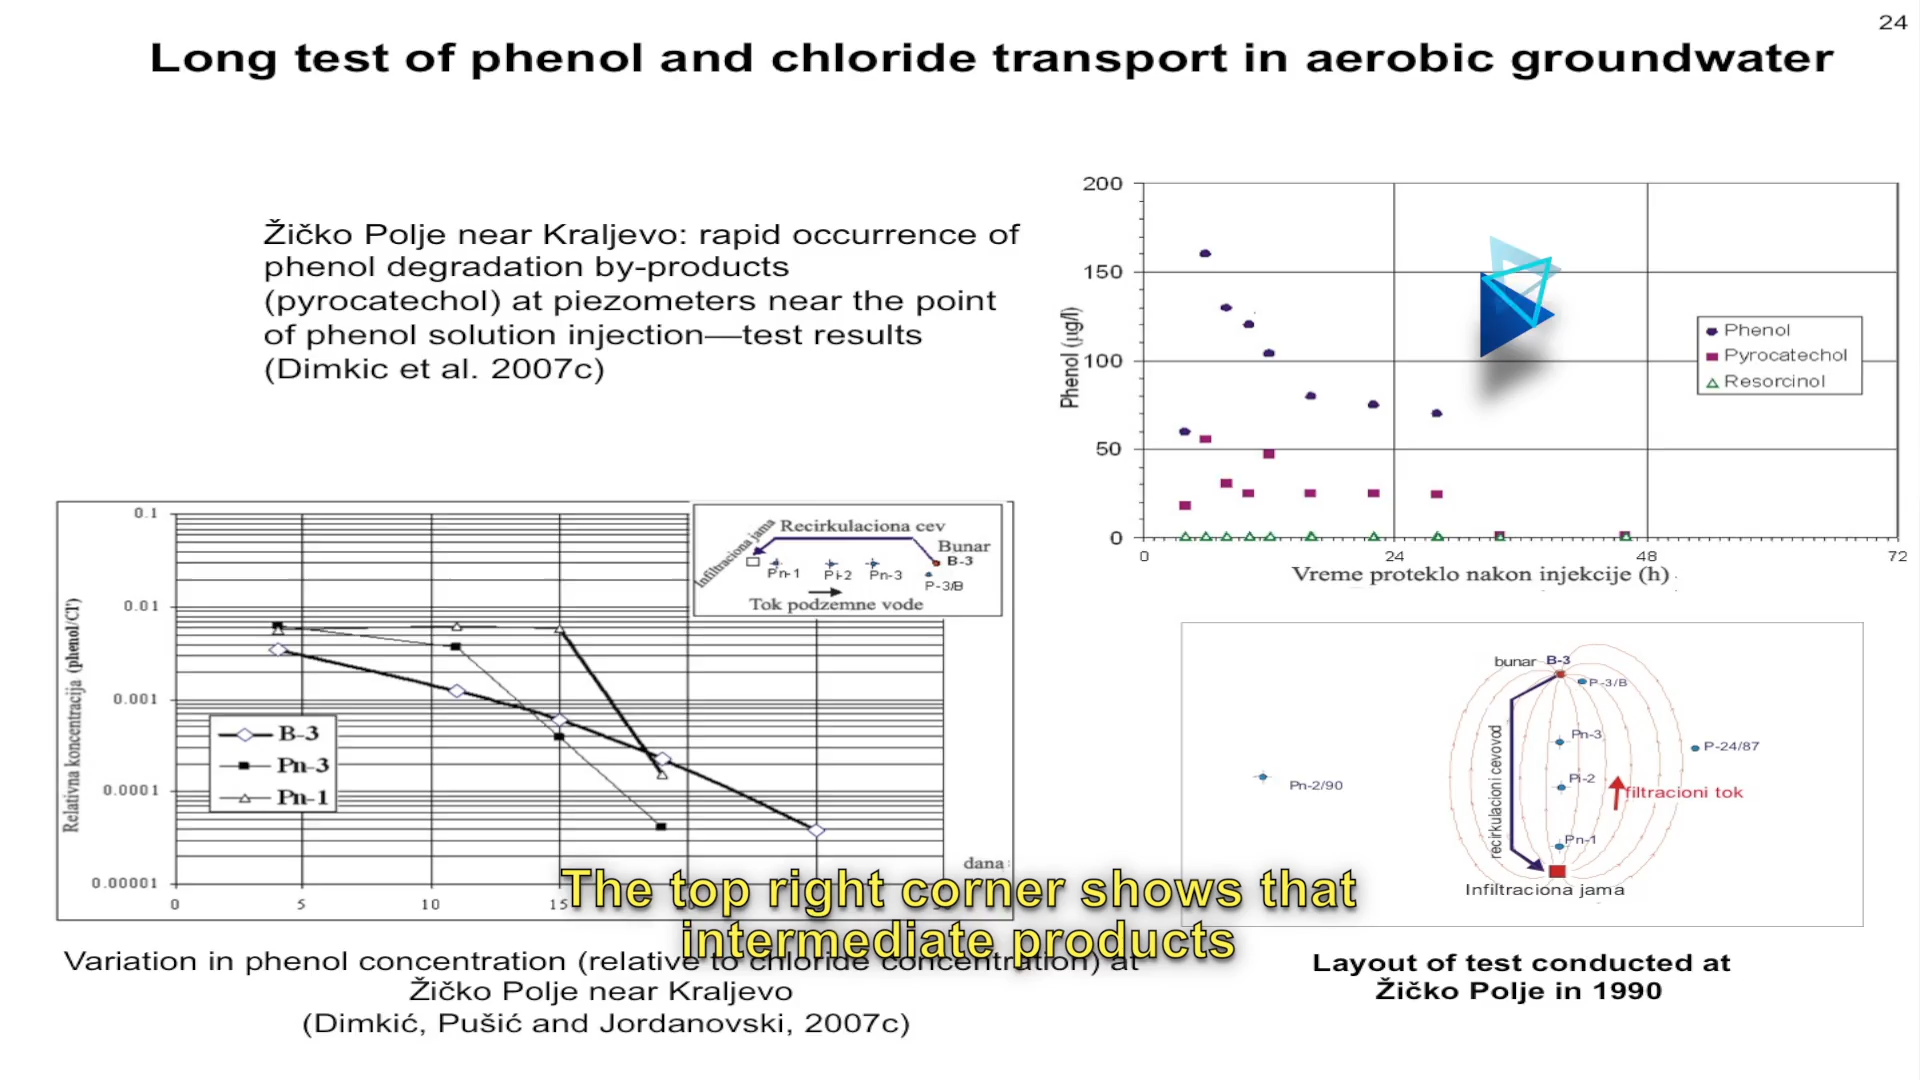 24
Long test of phenol and chloride transport in aerobic groundwater
Žičko Polje near Kraljevo: rapid occurrence of
phenol degradation by-products
(pyrocatechol) at piezometers near the point
of phenol solution injection—test results
(Dimkic et al. 2007c)
Phenol (µg/l)
200
150
100
50
0
0
24
48
72
Vreme proteklo nakon injekcije (h)
Phenol
Pyrocatechol
Resorcinol
Relativna koncentracija (phenol/Cl⁻)
0.1
0.01
0.001
0.0001
0.00001
0
5
10
15
dana
B-3
Pn-3
Pn-1
Infiltraciona jama
Recirkulaciona cev
Bunar
B-3
Pn-1
Pi-2
Pn-3
P-3/B
Tok podzemne vode
bunar B-3
P-3/B
Pn-3
P-24/87
Pi-2
Pn-2/90
filtracioni tok
recirkulacioni cevovod
Pn-1
Infiltraciona jama
The top right corner shows that
intermediate products
Variation in phenol concentration (relative to chloride concentration) at
Žičko Polje near Kraljevo
(Dimkić, Pušić and Jordanovski, 2007c)
Layout of test conducted at
Žičko Polje in 1990